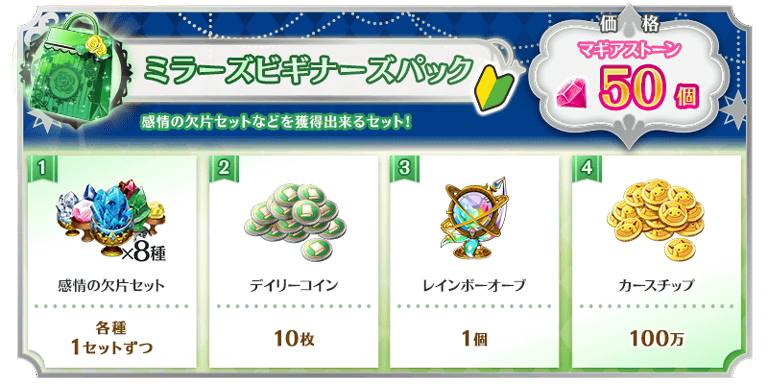 ミラーズビギナーズパック
感情の欠片セットなどを獲得出来るセット!
価 格
マギアストーン
50個
1
×8種
感情の欠片セット
各種
1セットずつ
2
デイリーコイン
10枚
3
レインボーオーブ
1個
4
カースチップ
100万